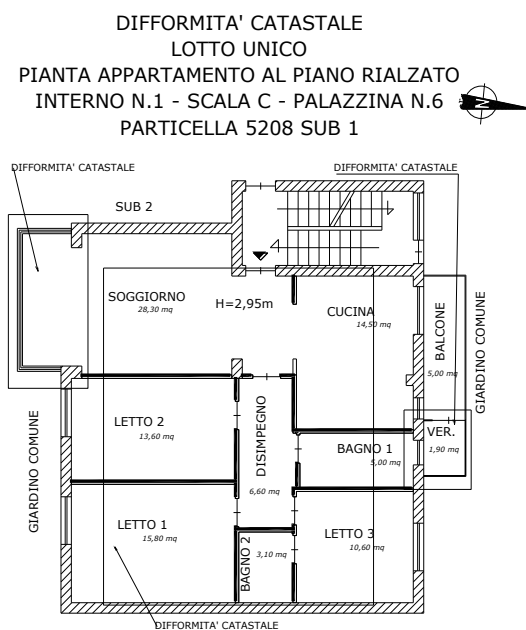 DIFFORMITA' CATASTALE
LOTTO UNICO
PIANTA APPARTAMENTO AL PIANO RIALZATO
INTERNO N.1 - SCALA C - PALAZZINA N.6
PARTICELLA 5208 SUB 1
N
DIFFORMITA' CATASTALE
DIFFORMITA' CATASTALE
SUB 2
SOGGIORNO
28,30 mq
H=2,95m
CUCINA
14,50 mq
BALCONE
5,00 mq
GIARDINO COMUNE
LETTO 2
13,60 mq
DISIMPEGNO
6,60 mq
BAGNO 1
5,00 mq
VER.
1,90 mq
GIARDINO COMUNE
LETTO 1
15,80 mq
BAGNO 2
3,10 mq
LETTO 3
10,60 mq
DIFFORMITA' CATASTALE